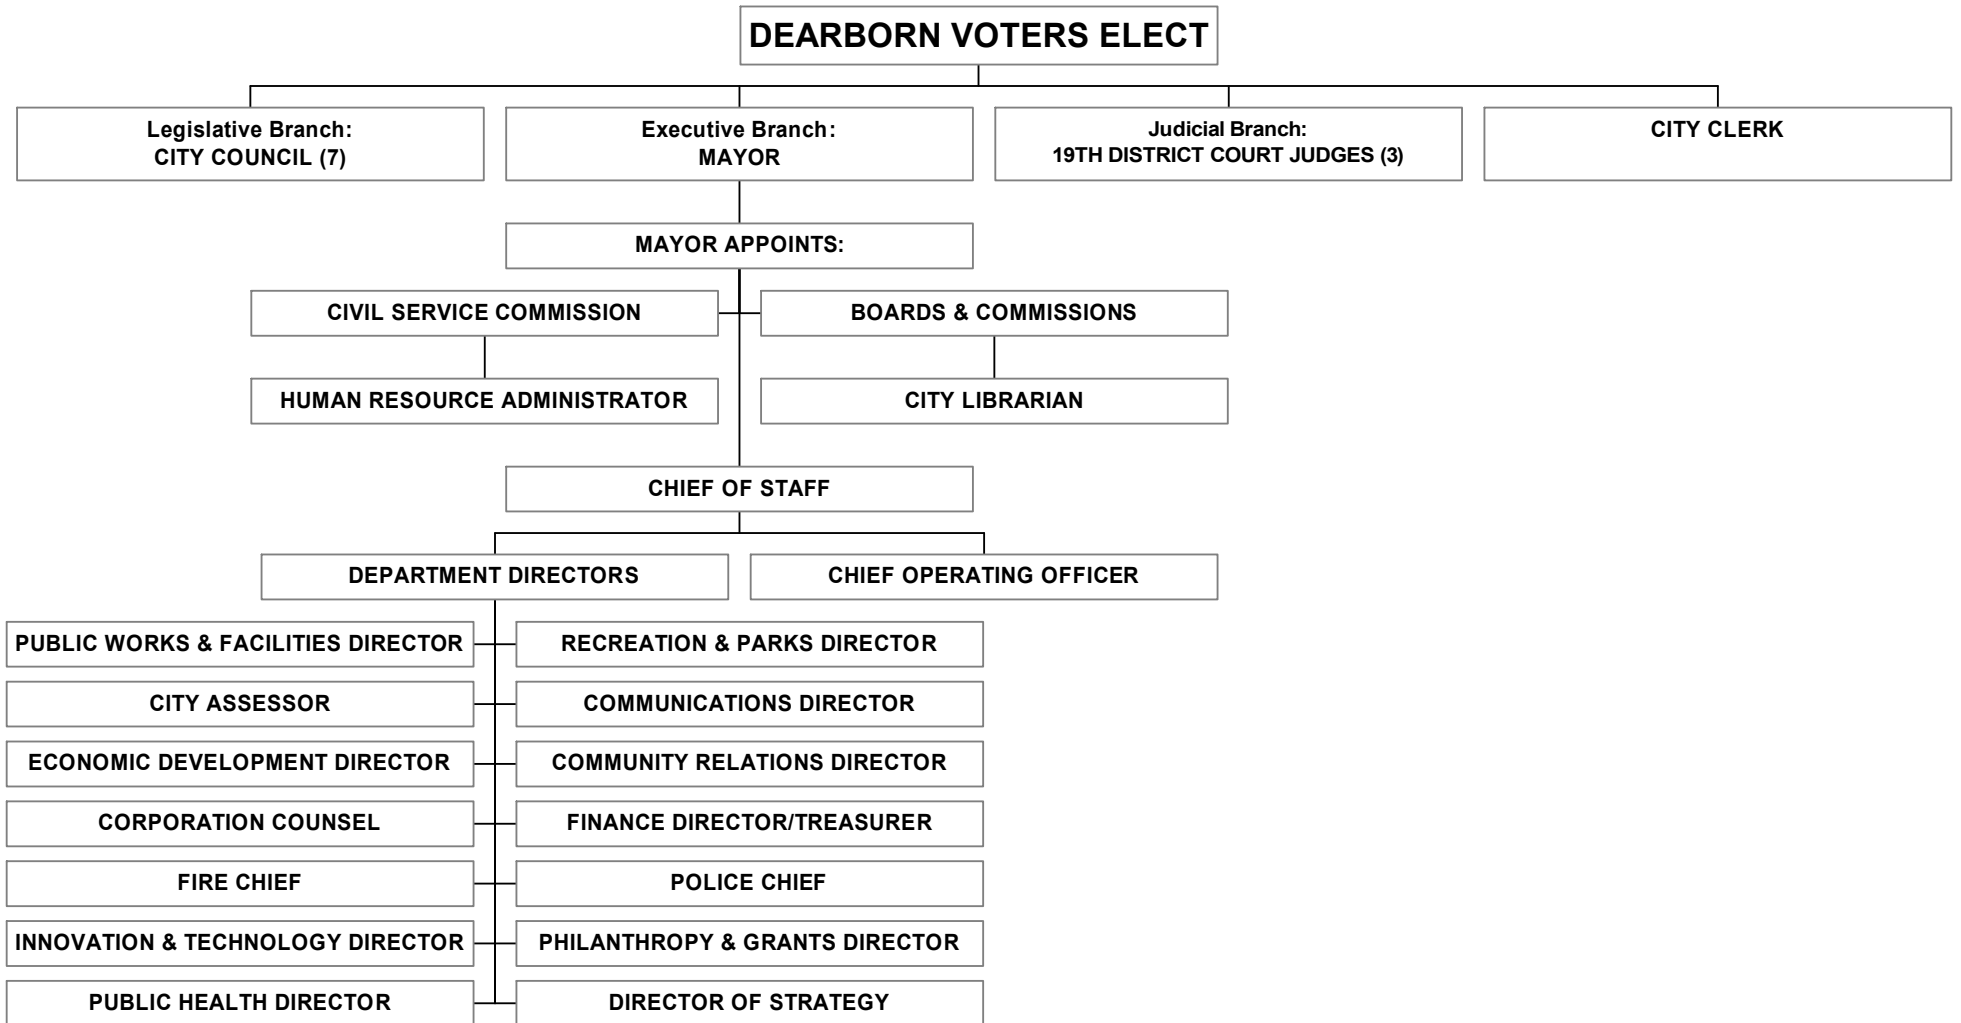 DEARBORN VOTERS ELECT
Legislative Branch:
CITY COUNCIL (7)
Executive Branch:
MAYOR
Judicial Branch:
19TH DISTRICT COURT JUDGES (3)
CITY CLERK
MAYOR APPOINTS:
CIVIL SERVICE COMMISSION
BOARDS & COMMISSIONS
HUMAN RESOURCE ADMINISTRATOR
CITY LIBRARIAN
CHIEF OF STAFF
DEPARTMENT DIRECTORS
CHIEF OPERATING OFFICER
PUBLIC WORKS & FACILITIES DIRECTOR
RECREATION & PARKS DIRECTOR
CITY ASSESSOR
COMMUNICATIONS DIRECTOR
ECONOMIC DEVELOPMENT DIRECTOR
COMMUNITY RELATIONS DIRECTOR
CORPORATION COUNSEL
FINANCE DIRECTOR/TREASURER
FIRE CHIEF
POLICE CHIEF
INNOVATION & TECHNOLOGY DIRECTOR
PHILANTHROPY & GRANTS DIRECTOR
PUBLIC HEALTH DIRECTOR
DIRECTOR OF STRATEGY